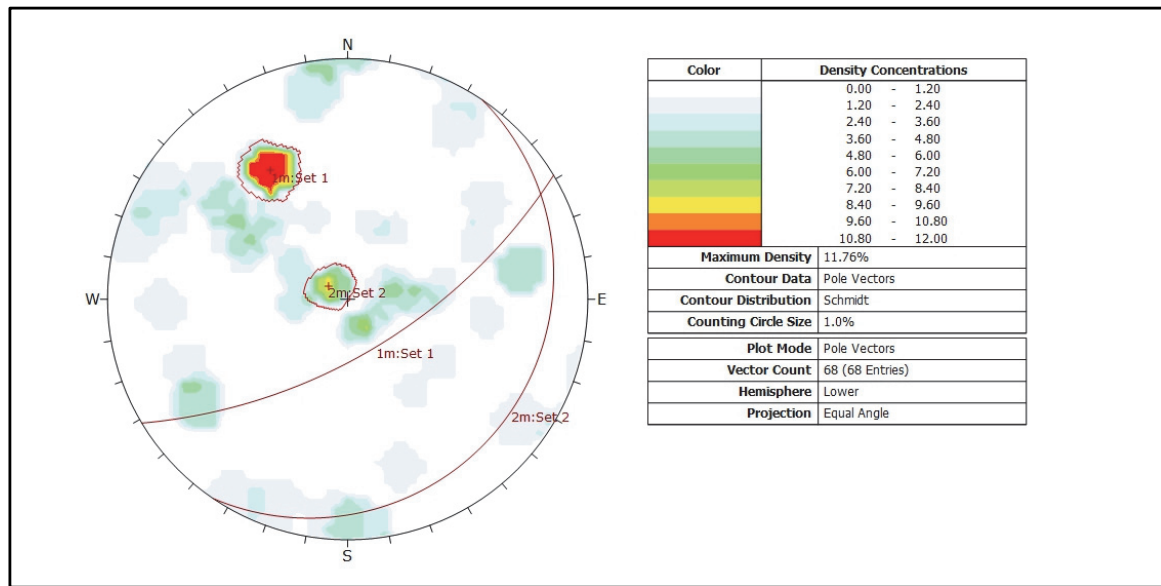 N
1m:Set 1
2m:Set 2
W
E
1m:Set 1
2m:Set 2
S
Color Density Concentrations
0.00 - 1.20
1.20 - 2.40
2.40 - 3.60
3.60 - 4.80
4.80 - 6.00
6.00 - 7.20
7.20 - 8.40
8.40 - 9.60
9.60 - 10.80
10.80 - 12.00
Maximum Density 11.76%
Contour Data Pole Vectors
Contour Distribution Schmidt
Counting Circle Size 1.0%
Plot Mode Pole Vectors
Vector Count 68 (68 Entries)
Hemisphere Lower
Projection Equal Angle